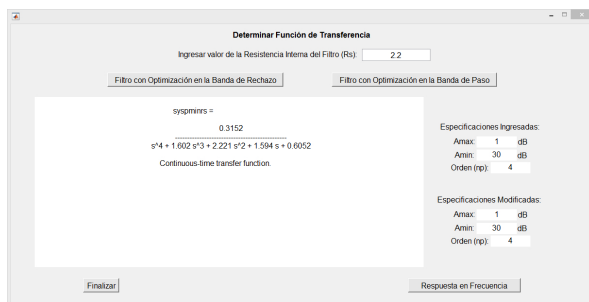 Determinar Función de Transferencia
Ingresar valor de la Resistencia Interna del Filtro (Rs): 2.2
Filtro con Optimización en la Banda de Rechazo Filtro con Optimización en la Banda de Paso
syspminrs =
0.3152
----------------------------------------------------
s^4 + 1.602 s^3 + 2.221 s^2 + 1.594 s + 0.6052
Continuous-time transfer function.
Especificaciones Ingresadas:
Amax: 1 dB
Amin: 30 dB
Orden (np): 4
Especificaciones Modificadas:
Amax: 1 dB
Amin: 30 dB
Orden (np): 4
Finalizar Respuesta en Frecuencia